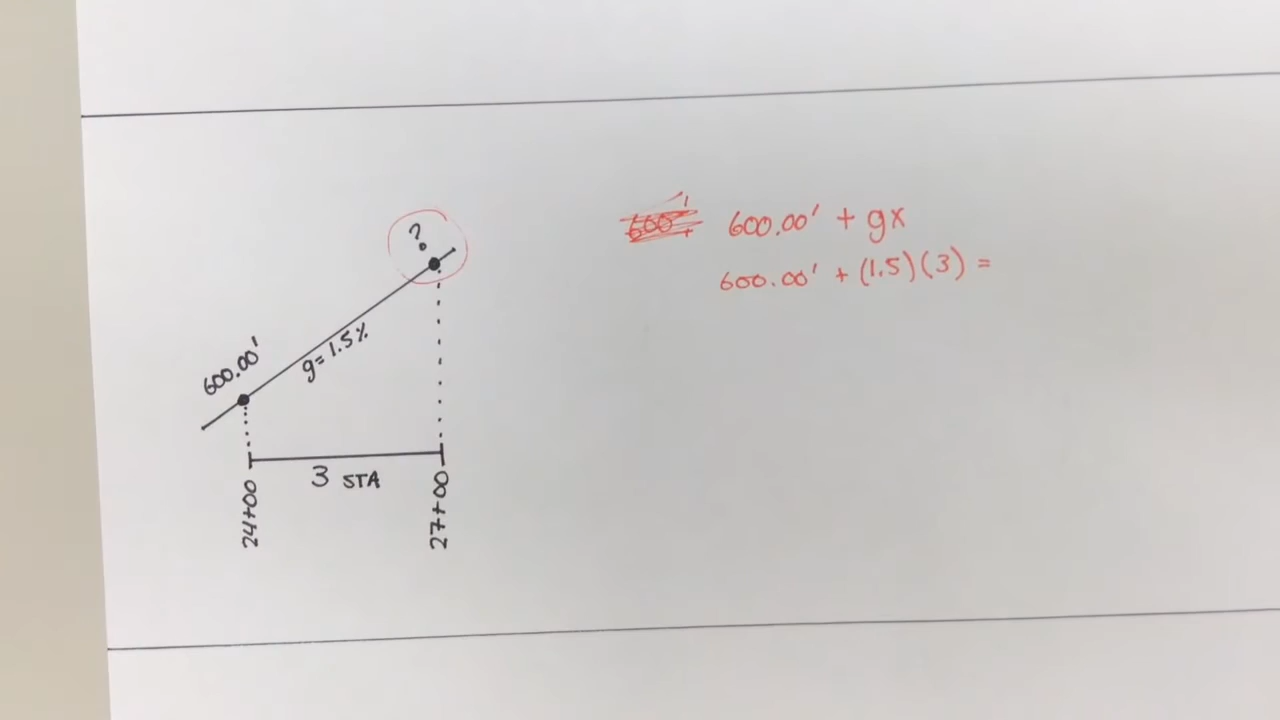 600.00' + gx
600.00' + (1.5)(3) =
?
600.00'
g=1.5%
3 STA
24+00
27+00